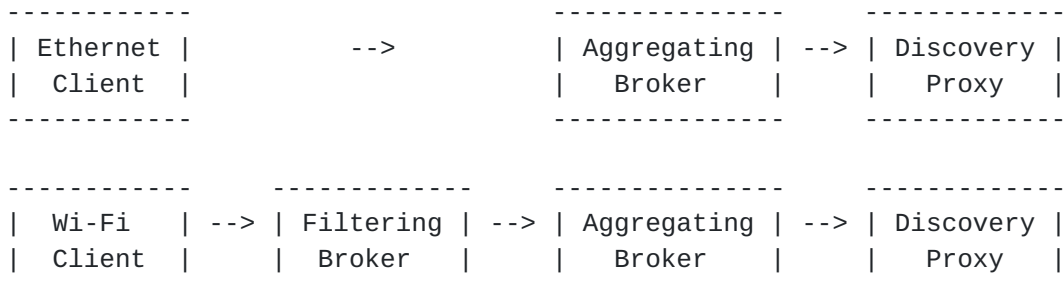 ------------                        ---------------     -------------
| Ethernet |          -->           | Aggregating | --> | Discovery |
|  Client  |                        |   Broker    |     |   Proxy   |
------------                        ---------------     -------------

------------     -------------     ---------------     -------------
|  Wi-Fi   | --> | Filtering | --> | Aggregating | --> | Discovery |
|  Client  |     |  Broker   |     |   Broker    |     |   Proxy   |